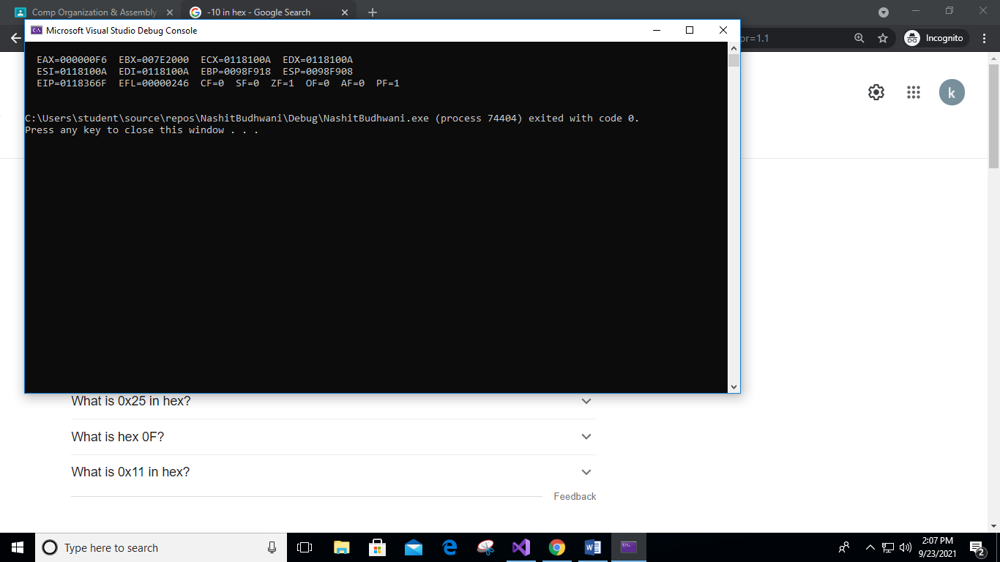 Comp Organization & Assembly
-10 in hex - Google Search
Microsoft Visual Studio Debug Console
or=1.1
Incognito
EAX=000000F6 EBX=007E2000 ECX=0118100A EDX=0118100A
ESI=0118100A EDI=0118100A EBP=0098F918 ESP=0098F908
EIP=0118366F EFL=00000246 CF=0 SF=0 ZF=1 OF=0 AF=0 PF=1
k
C:\Users\student\source\repos\NashitBudhwani\Debug\NashitBudhwani.exe (process 74404) exited with code 0.
Press any key to close this window . . .
What is 0x25 in hex?
What is hex 0F?
What is 0x11 in hex?
Feedback
Type here to search
2:07 PM
9/23/2021
2